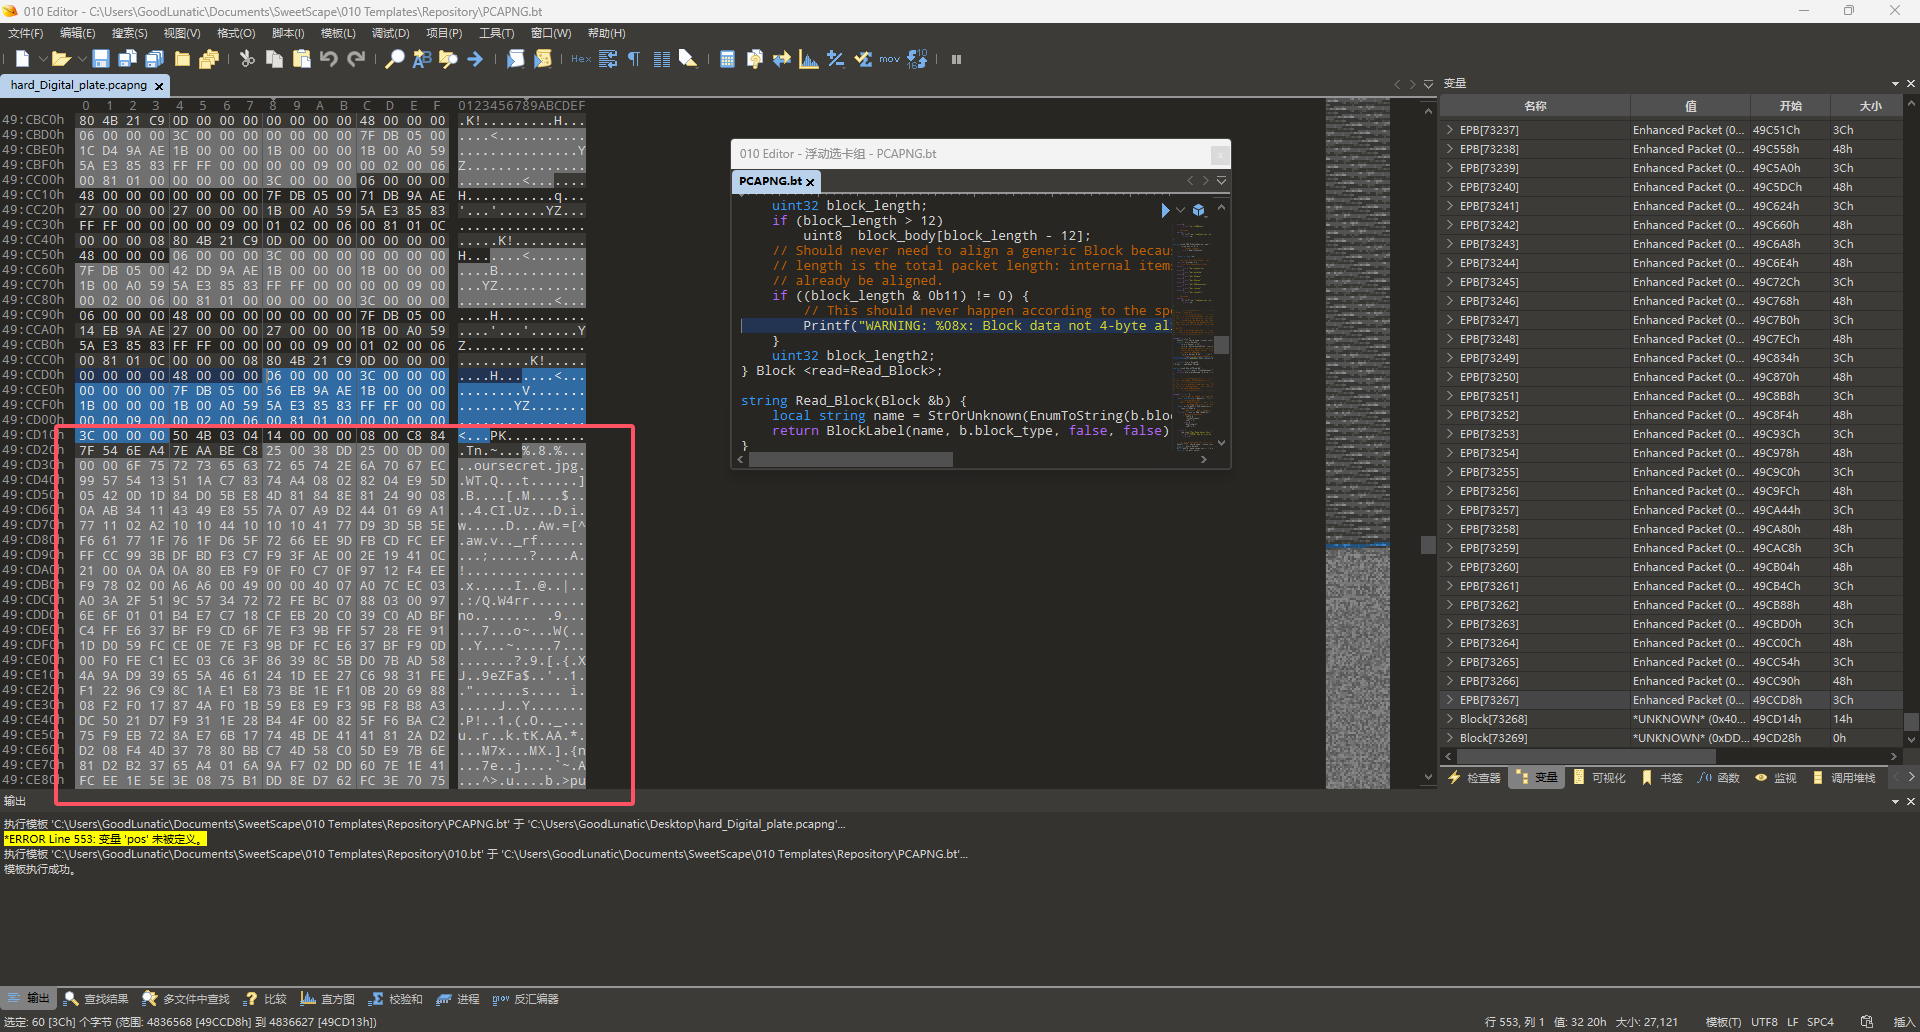 010 Editor - C:\Users\GoodLunatic\Documents\SweetScape\010 Templates\Repository\PCAPNG.bt
文件(F) 编辑(E) 搜索(S) 视图(V) 格式(O) 脚本(I) 模板(L) 调试(D) 项目(P) 工具(T) 窗口(W) 帮助(H)
hard_Digital_plate.pcapng
0 1 2 3 4 5 6 7 8 9 A B C D E F 0123456789ABCDEF
49:CBC0h 80 4B 21 C9 0D 00 00 00 00 00 00 00 48 00 00 00 .K!.........H...
49:CBD0h 06 00 00 00 3C 00 00 00 00 00 00 00 7F DB 05 00 ....<...........
49:CBE0h 1C D4 9A AE 1B 00 00 00 1B 00 00 00 1B 00 A0 59 ...............Y
49:CBF0h 5A E3 85 83 FF FF 00 00 00 00 09 00 00 02 00 06 Z...............
49:CC00h 00 81 01 00 00 00 00 00 3C 00 00 00 06 00 00 00 ........<.......
49:CC10h 48 00 00 00 00 00 00 00 7F DB 05 00 71 DB 9A AE H...........q...
49:CC20h 27 00 00 00 27 00 00 00 1B 00 A0 59 5A E3 85 83 '...'......YZ...
49:CC30h FF FF 00 00 00 00 09 00 01 02 00 06 00 81 01 0C ................
49:CC40h 00 00 00 08 80 4B 21 C9 0D 00 00 00 00 00 00 00 .....K!.........
49:CC50h 48 00 00 00 06 00 00 00 3C 00 00 00 00 00 00 00 H.......<.......
49:CC60h 7F DB 05 00 42 DD 9A AE 1B 00 00 00 1B 00 00 00 ....B...........
49:CC70h 1B 00 A0 59 5A E3 85 83 FF FF 00 00 00 00 09 00 ...YZ...........
49:CC80h 00 02 00 06 00 81 01 00 00 00 00 00 3C 00 00 00 ............<...
49:CC90h 06 00 00 00 48 00 00 00 00 00 00 00 7F DB 05 00 ....H...........
49:CCA0h 14 EB 9A AE 27 00 00 00 27 00 00 00 1B 00 A0 59 ....'...'......Y
49:CCB0h 5A E3 85 83 FF FF 00 00 00 00 09 00 01 02 00 06 Z...............
49:CCC0h 00 81 01 0C 00 00 00 08 80 4B 21 C9 0D 00 00 00 .........K!.....
49:CCD0h 00 00 00 00 48 00 00 00 06 00 00 00 3C 00 00 00 ....H.......<...
49:CCE0h 00 00 00 00 7F DB 05 00 56 EB 9A AE 1B 00 00 00 ........V.......
49:CCF0h 1B 00 00 00 1B 00 A0 59 5A E3 85 83 FF FF 00 00 .......YZ.......
49:CD00h 00 00 09 00 00 02 00 06 00 81 01 00 00 00 00 00 ................
49:CD10h 3C 00 00 00 50 4B 03 04 14 00 00 00 08 00 C8 84 <...PK..........
49:CD20h 7F 54 6E A4 7E AA BE C8 25 00 38 DD 25 00 0D 00 .Tn.~...%.8.%...
49:CD30h 00 00 6F 75 72 73 65 63 72 65 74 2E 6A 70 67 EC ..oursecret.jpg.
49:CD40h 99 57 54 13 51 1A C7 83 74 A4 08 02 82 04 E9 5D .WT.Q...t......]
49:CD50h 05 42 0D 1D 84 D0 5B E8 4D 81 84 8E 81 24 90 08 .B....[.M....$..
49:CD60h 0A AB 34 11 43 49 E8 55 7A 07 A9 D2 44 01 69 A1 ..4.CI.Uz...D.i.
49:CD70h 77 11 02 A2 10 10 44 10 10 10 41 77 D9 3D 5B 5E w.....D...Aw.=[^
49:CD80h F6 61 77 1F 76 1F D6 5F 72 66 EE 9D FB CD FC EF .aw.v.._rf......
49:CD90h FF CC 99 3B DF BD F3 C7 F9 3F AE 00 2E 19 41 0C ...;.....?....A.
49:CDA0h 21 00 0A 0A 0A 80 EB F9 0F F0 C7 0F 97 12 F4 EE !...............
49:CDB0h F9 78 02 00 A6 A6 00 49 00 00 40 07 A0 7C EC 03 .x.....I..@..|..
49:CDC0h A0 3A 2F 51 9C 57 34 72 72 FE BC 07 88 03 00 97 .:/Q.W4rr.......
49:CDD0h 6E 6F 01 01 B4 E7 C7 18 CF EB 20 C0 39 C0 AD BF no........ .9...
49:CDE0h C4 FF E6 37 BF F9 CD 6F 7E F3 9B FF 57 28 FE 91 ...7...o~...W(..
49:CDF0h 1D D0 59 FC CE 0E 7E F3 9B DF FC E6 37 BF F9 0D ..Y...~.....7...
49:CE00h 00 F0 FE C1 EC 03 C6 3F 86 39 8C 5B D0 7B AD 58 .......?.9.[.{.X
49:CE10h 4A 9A D9 39 65 5A 46 61 24 1D EE 27 C6 98 31 FE J..9eZFa$..'..1.
49:CE20h F1 22 96 C9 8C 1A E1 E8 73 BE 1E F1 0B 20 69 88 ."......s.... i.
49:CE30h 08 F2 F0 17 87 4A F0 1B 59 E8 E9 F3 9B F8 B8 A3 .....J..Y.......
49:CE40h DC 50 21 D7 F9 31 1E 28 B4 4F 00 82 5F F6 BA C2 .P!..1.(.O.._...
49:CE50h 75 F9 EB 72 8A E7 6B 17 74 4B DE 41 41 81 2A D2 u..r..k.tK.AA.*.
49:CE60h D2 08 F4 4D 37 78 80 BB C7 4D 58 C0 5D E9 7B 6E ...M7x...MX.].{n
49:CE70h 81 D2 B2 37 65 A4 01 6A 9A F7 02 DD 60 7E 1E 41 ...7e..j....`~.A
49:CE80h FC EE 1E 5E 3E 08 75 B1 DD 8E D7 62 FC 3E 70 75 ...^>.u....b.>pu
010 Editor - 浮动选卡组 - PCAPNG.bt
PCAPNG.bt
uint32 block_length;
if (block_length > 12)
uint8 block_body[block_length - 12];
// Should never need to align a generic Block becau
// length is the total packet length: internal item
// already be aligned.
if ((block_length & 0b11) != 0) {
// This should never happen according to the sp
Printf("WARNING: %08x: Block data not 4-byte al
}
uint32 block_length2;
} Block <read=Read_Block>;
string Read_Block(Block &b) {
local string name = StrOrUnknown(EnumToString(b.blo
return BlockLabel(name, b.block_type, false, false)
}
变量
名称 值 开始 大小
EPB[73237] Enhanced Packet (0... 49C51Ch 3Ch
EPB[73238] Enhanced Packet (0... 49C558h 48h
EPB[73239] Enhanced Packet (0... 49C5A0h 3Ch
EPB[73240] Enhanced Packet (0... 49C5DCh 48h
EPB[73241] Enhanced Packet (0... 49C624h 3Ch
EPB[73242] Enhanced Packet (0... 49C660h 48h
EPB[73243] Enhanced Packet (0... 49C6A8h 3Ch
EPB[73244] Enhanced Packet (0... 49C6E4h 48h
EPB[73245] Enhanced Packet (0... 49C72Ch 3Ch
EPB[73246] Enhanced Packet (0... 49C768h 48h
EPB[73247] Enhanced Packet (0... 49C7B0h 3Ch
EPB[73248] Enhanced Packet (0... 49C7ECh 48h
EPB[73249] Enhanced Packet (0... 49C834h 3Ch
EPB[73250] Enhanced Packet (0... 49C870h 48h
EPB[73251] Enhanced Packet (0... 49C8B8h 3Ch
EPB[73252] Enhanced Packet (0... 49C8F4h 48h
EPB[73253] Enhanced Packet (0... 49C93Ch 3Ch
EPB[73254] Enhanced Packet (0... 49C978h 48h
EPB[73255] Enhanced Packet (0... 49C9C0h 3Ch
EPB[73256] Enhanced Packet (0... 49C9FCh 48h
EPB[73257] Enhanced Packet (0... 49CA44h 3Ch
EPB[73258] Enhanced Packet (0... 49CA80h 48h
EPB[73259] Enhanced Packet (0... 49CAC8h 3Ch
EPB[73260] Enhanced Packet (0... 49CB04h 48h
EPB[73261] Enhanced Packet (0... 49CB4Ch 3Ch
EPB[73262] Enhanced Packet (0... 49CB88h 48h
EPB[73263] Enhanced Packet (0... 49CBD0h 3Ch
EPB[73264] Enhanced Packet (0... 49CC0Ch 48h
EPB[73265] Enhanced Packet (0... 49CC54h 3Ch
EPB[73266] Enhanced Packet (0... 49CC90h 48h
EPB[73267] Enhanced Packet (0... 49CCD8h 3Ch
Block[73268] *UNKNOWN* (0x40... 49CD14h 14h
Block[73269] *UNKNOWN* (0xDD... 49CD28h 0h
检查器 变量 可视化 书签 函数 监视 调用堆栈
输出
执行模板 'C:\Users\GoodLunatic\Documents\SweetScape\010 Templates\Repository\PCAPNG.bt' 于 'C:\Users\GoodLunatic\Desktop\hard_Digital_plate.pcapng'...
*ERROR Line 553: 变量 'pos' 未被定义。
执行模板 'C:\Users\GoodLunatic\Documents\SweetScape\010 Templates\Repository\010.bt' 于 'C:\Users\GoodLunatic\Documents\SweetScape\010 Templates\Repository\PCAPNG.bt'...
模板执行成功。
输出 查找结果 多文件中查找 比较 直方图 校验和 进程 反汇编器
选定: 60 [3Ch] 个字节 (范围: 4836568 [49CCD8h] 到 4836627 [49CD13h])
行 553, 列 1 值: 32 20h 大小: 27,121 模板(T) UTF8 LF SPC4 插入